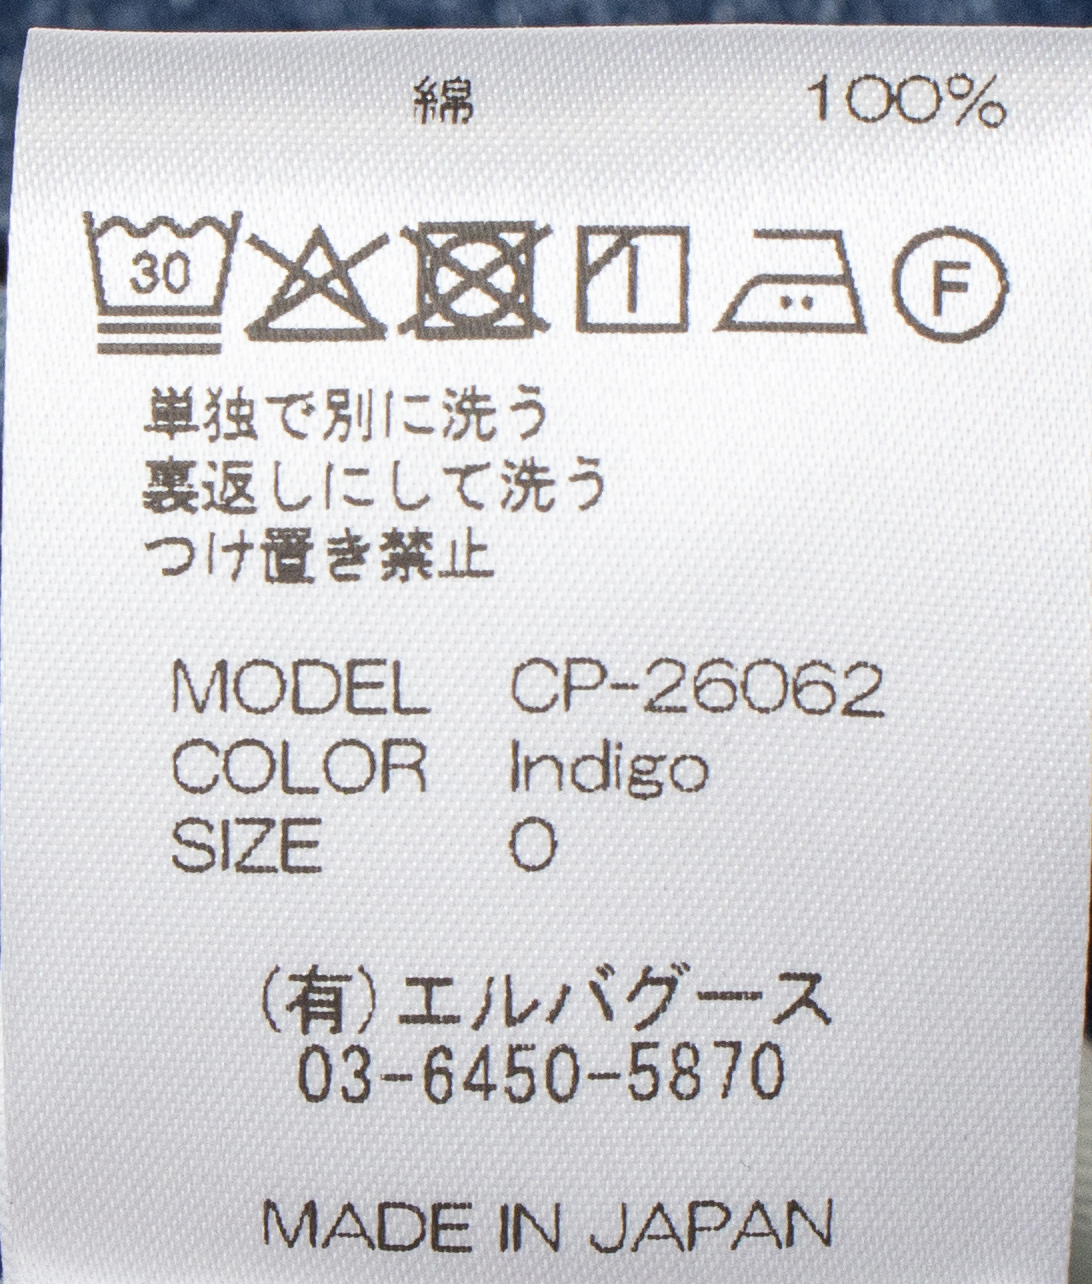 綿 100%
30
F
単独で別に洗う
裏返しにして洗う
つけ置き禁止
MODEL CP-26062
COLOR Indigo
SIZE O
(有)エルバグース
03-6450-5870
MADE IN JAPAN